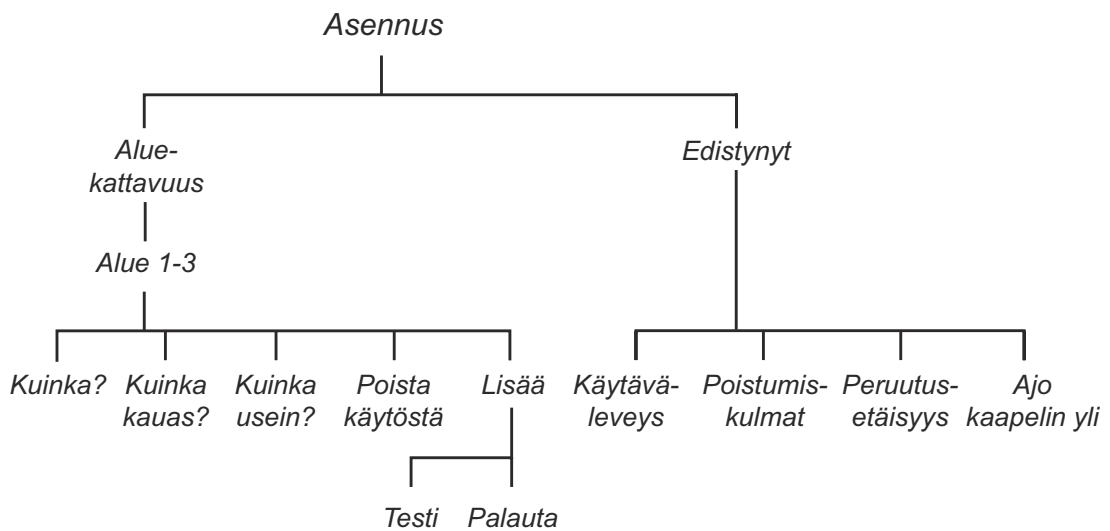 Asennus
Alue-
kattavuus
Edistynyt
Alue 1-3
Kuinka?
Kuinka
kauas?
Kuinka
usein?
Poista
käytöstä
Lisää
Käytävä-
leveys
Poistumis-
kulmat
Peruutus-
etäisyys
Ajo
kaapelin yli
Testi
Palauta